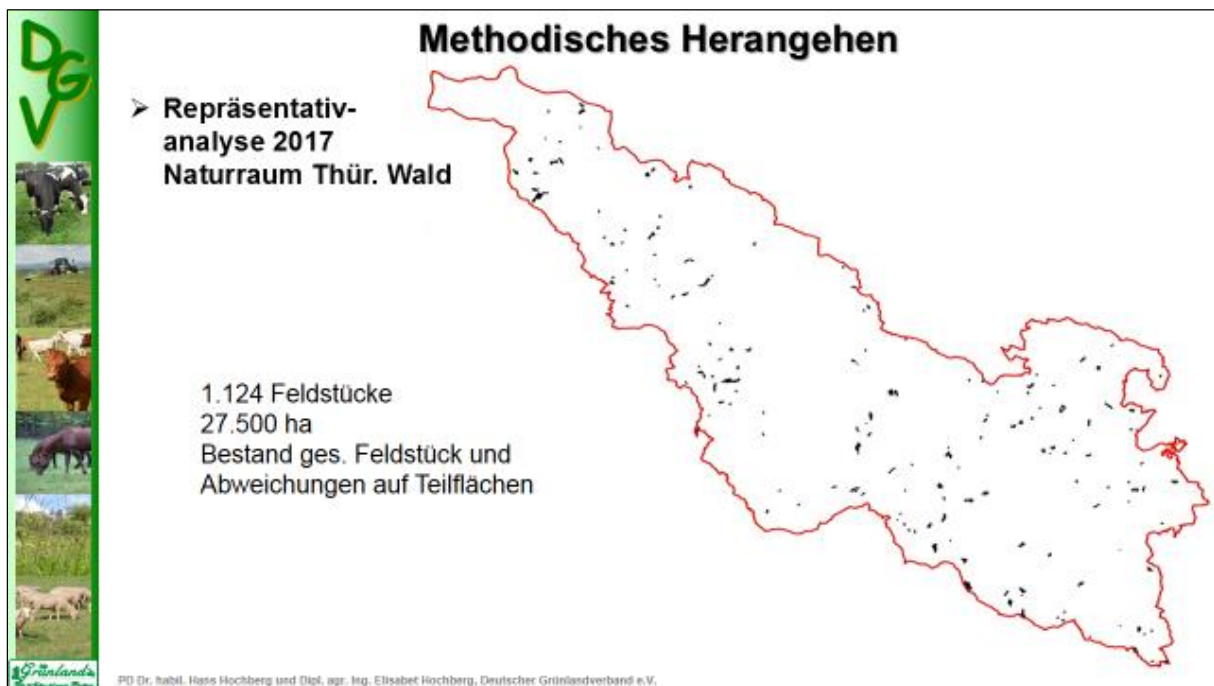 Methodisches Herangehen
DGV
➢ Repräsentativ-
analyse 2017
Naturraum Thür. Wald
1.124 Feldstücke
27.500 ha
Bestand ges. Feldstück und
Abweichungen auf Teilflächen
Grünland
PD Dr. habil. Hans Hochberg und Dipl. agr. Ing. Elisabet Hochberg, Deutscher Grünlandverband e.V.